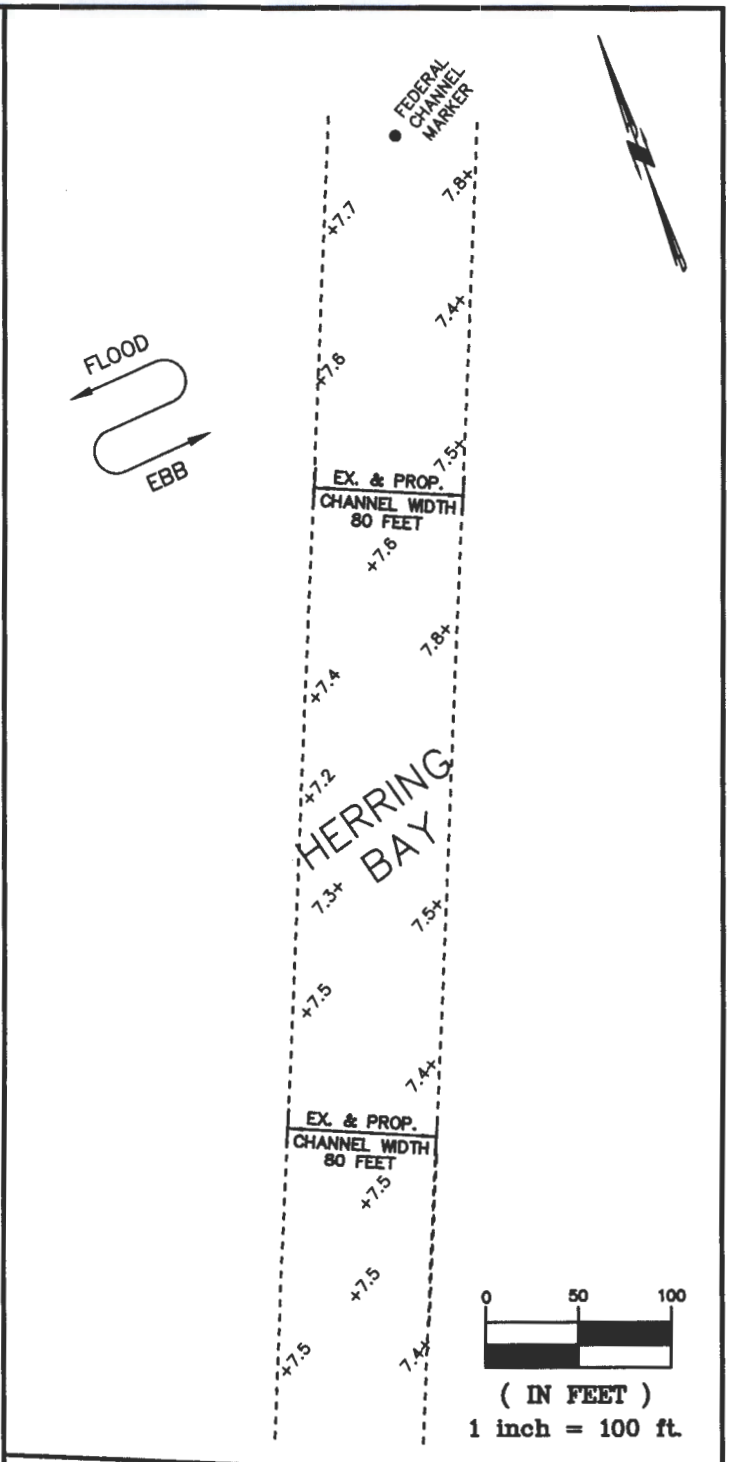 FEDERAL
CHANNEL
MARKER
7.8+
+7.7
7.4+
+7.6
FLOOD
EBB
7.5+
EX. & PROP.
CHANNEL WIDTH
80 FEET
+7.6
7.8+
+7.4
+7.2
HERRING
BAY
7.3+
7.5+
+7.5
7.4+
EX. & PROP.
CHANNEL WIDTH
80 FEET
+7.5
+7.5
+7.5
7.4+
0 50 100
( IN FEET )
1 inch = 100 ft.